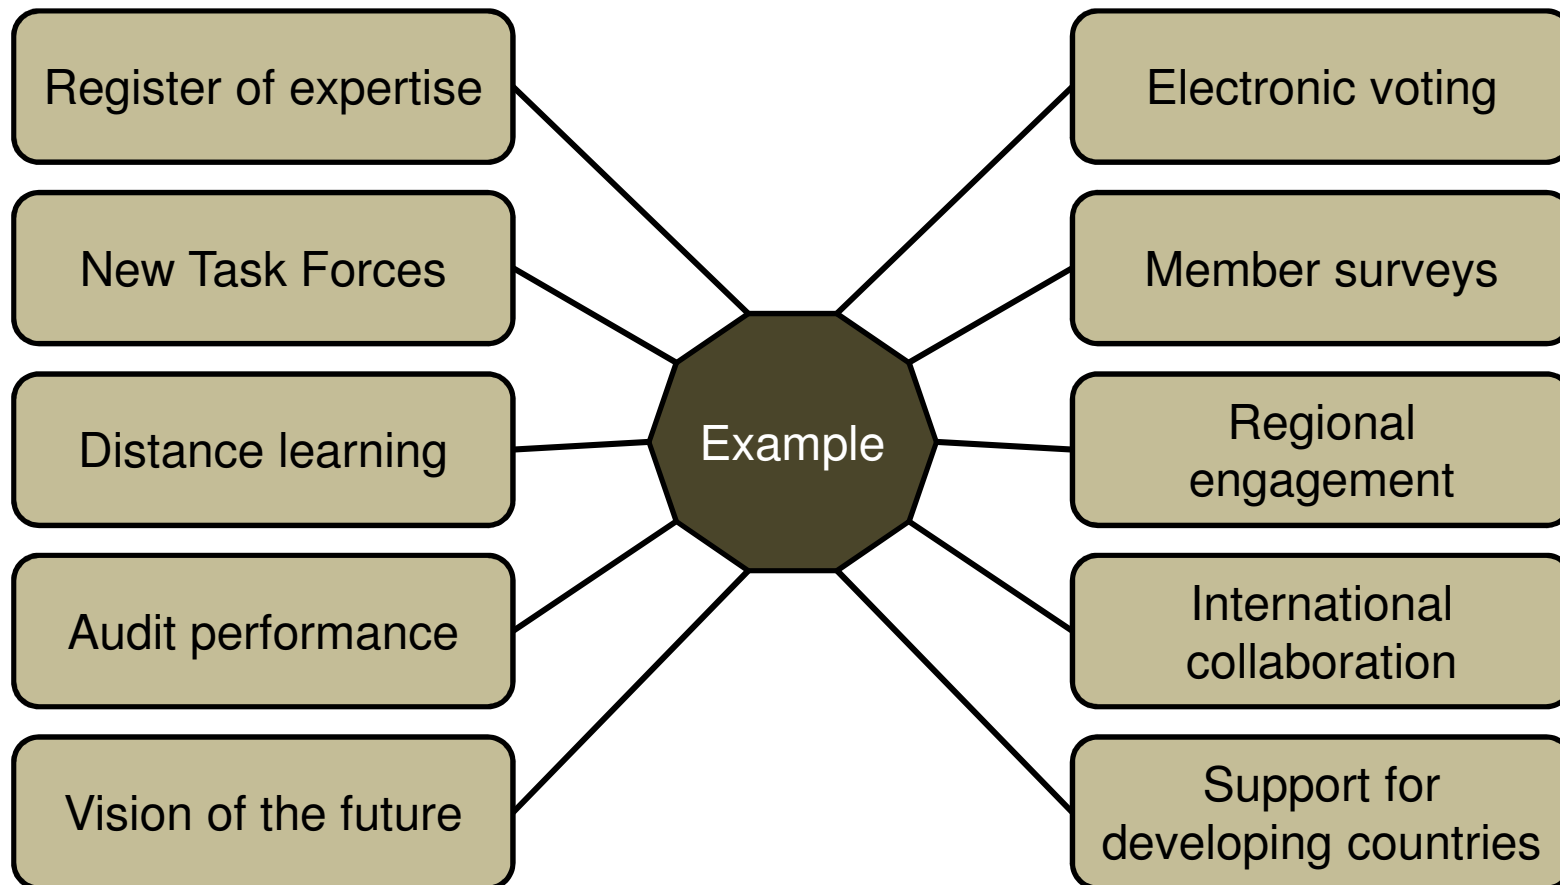 Register of expertise
New Task Forces
Distance learning
Audit performance
Vision of the future
Example
Electronic voting
Member surveys
Regional
engagement
International
collaboration
Support for
developing countries